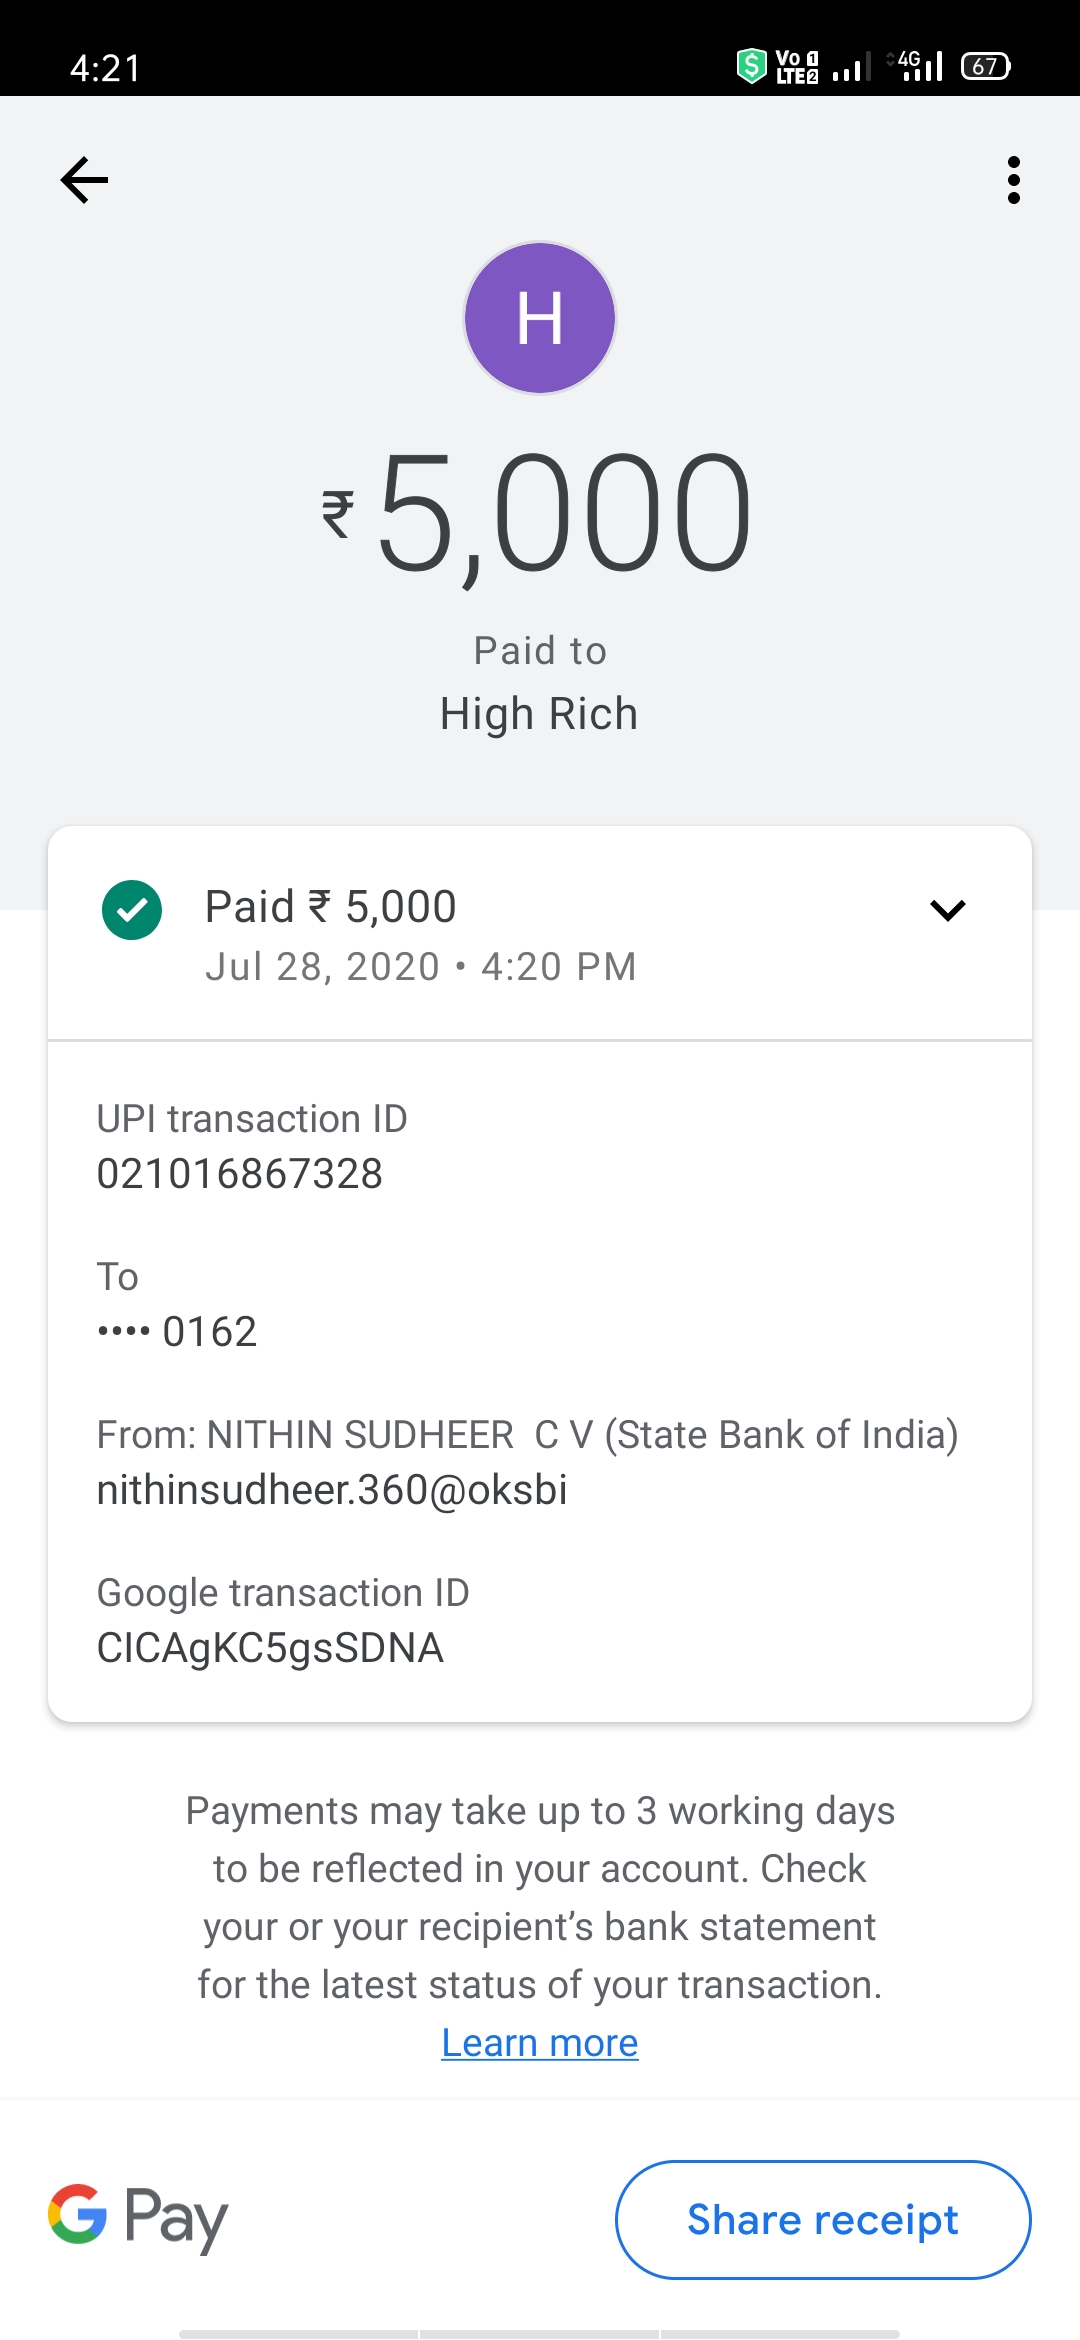 4:21
$ Vo 1 LTE 2 4G 67
H
₹5,000
Paid to
High Rich
Paid ₹ 5,000
Jul 28, 2020 • 4:20 PM
UPI transaction ID
021016867328
To
•••• 0162
From: NITHIN SUDHEER  C V (State Bank of India)
nithinsudheer.360@oksbi
Google transaction ID
CICAgKC5gsSDNA
Payments may take up to 3 working days
to be reflected in your account. Check
your or your recipient’s bank statement
for the latest status of your transaction.
Learn more
G Pay
Share receipt